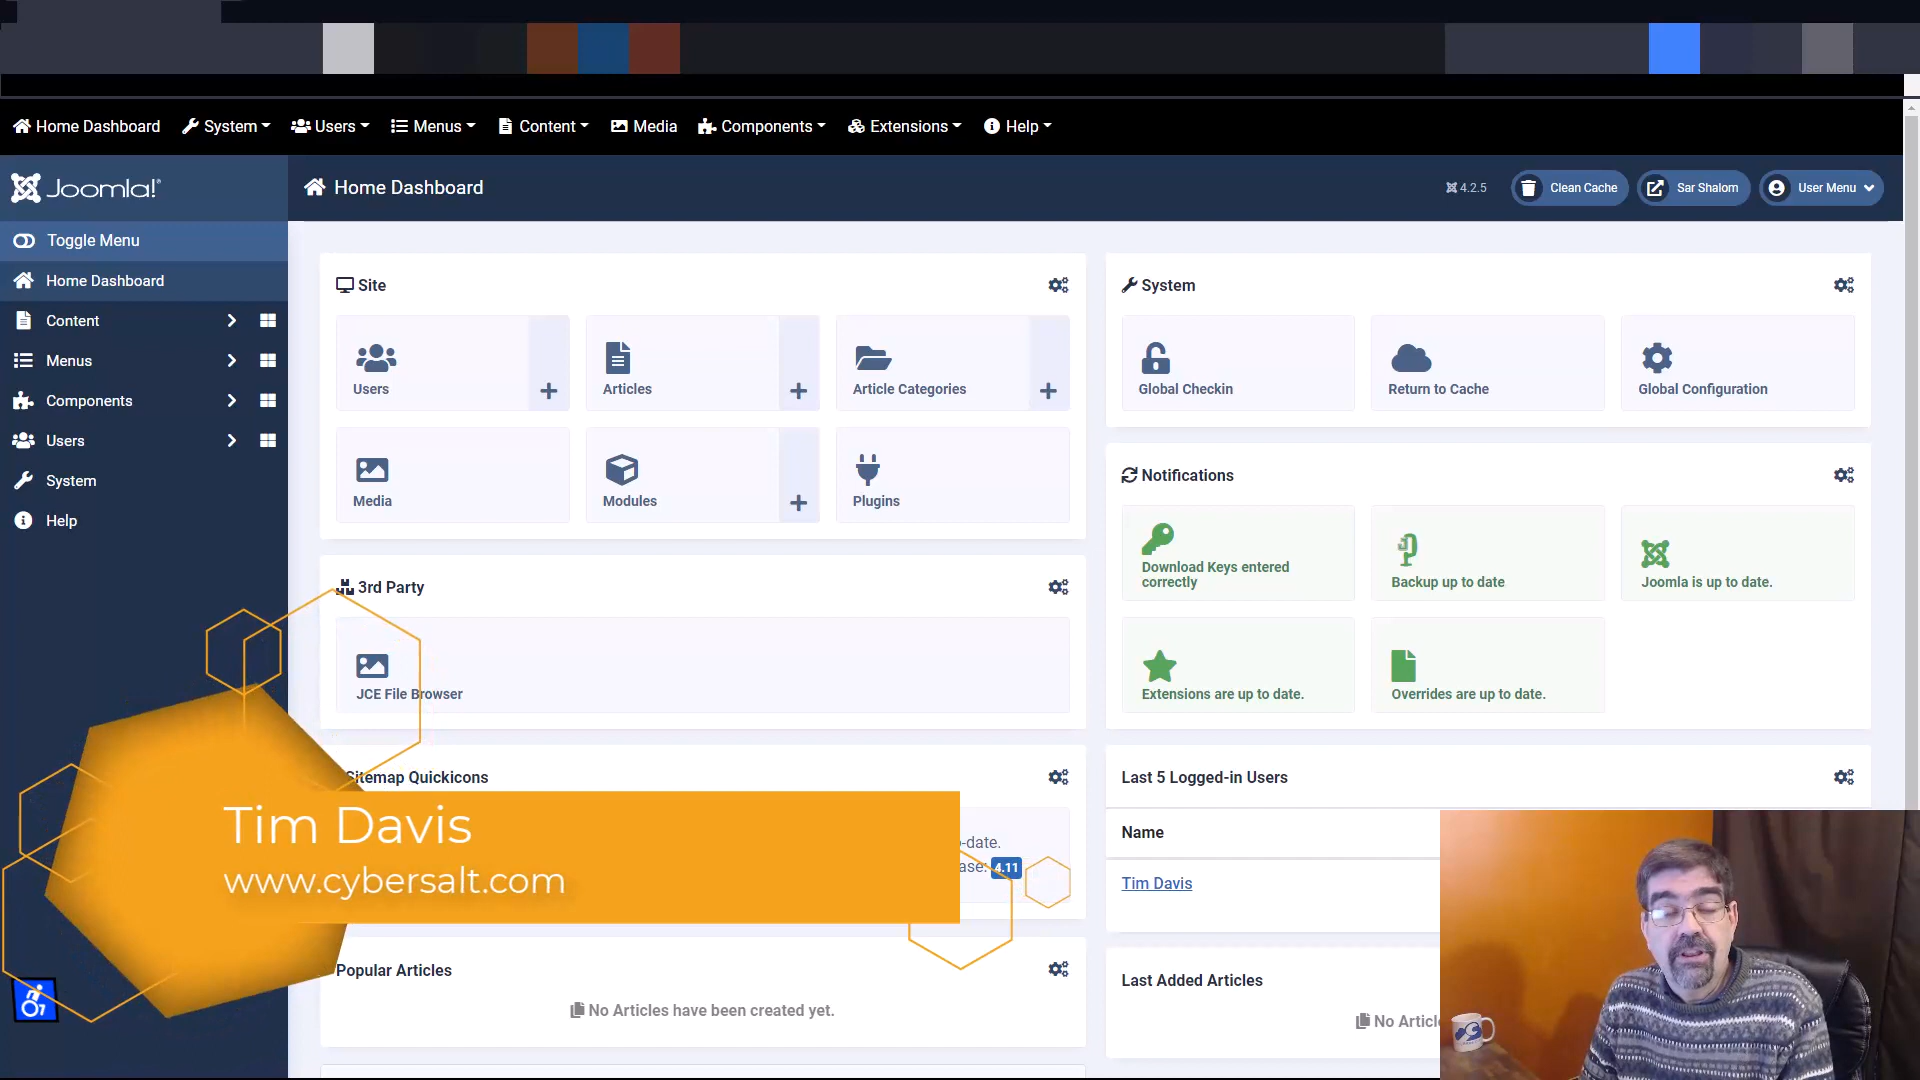 Home Dashboard System Users Menus Content Media Components Extensions Help
Joomla!
Home Dashboard
4.2.5
Clean Cache
Sar Shalom
User Menu
Toggle Menu
Home Dashboard
Content
Menus
Components
Users
System
Help
Site
Users
Articles
Article Categories
Media
Modules
Plugins
3rd Party
JCE File Browser
Sitemap Quickicons
-date.
ase: 4.11
Popular Articles
No Articles have been created yet.
System
Global Checkin
Return to Cache
Global Configuration
Notifications
Download Keys entered
correctly
Backup up to date
Joomla is up to date.
Extensions are up to date.
Overrides are up to date.
Last 5 Logged-in Users
Name
Tim Davis
Last Added Articles
No Article
Tim Davis
www.cybersalt.com